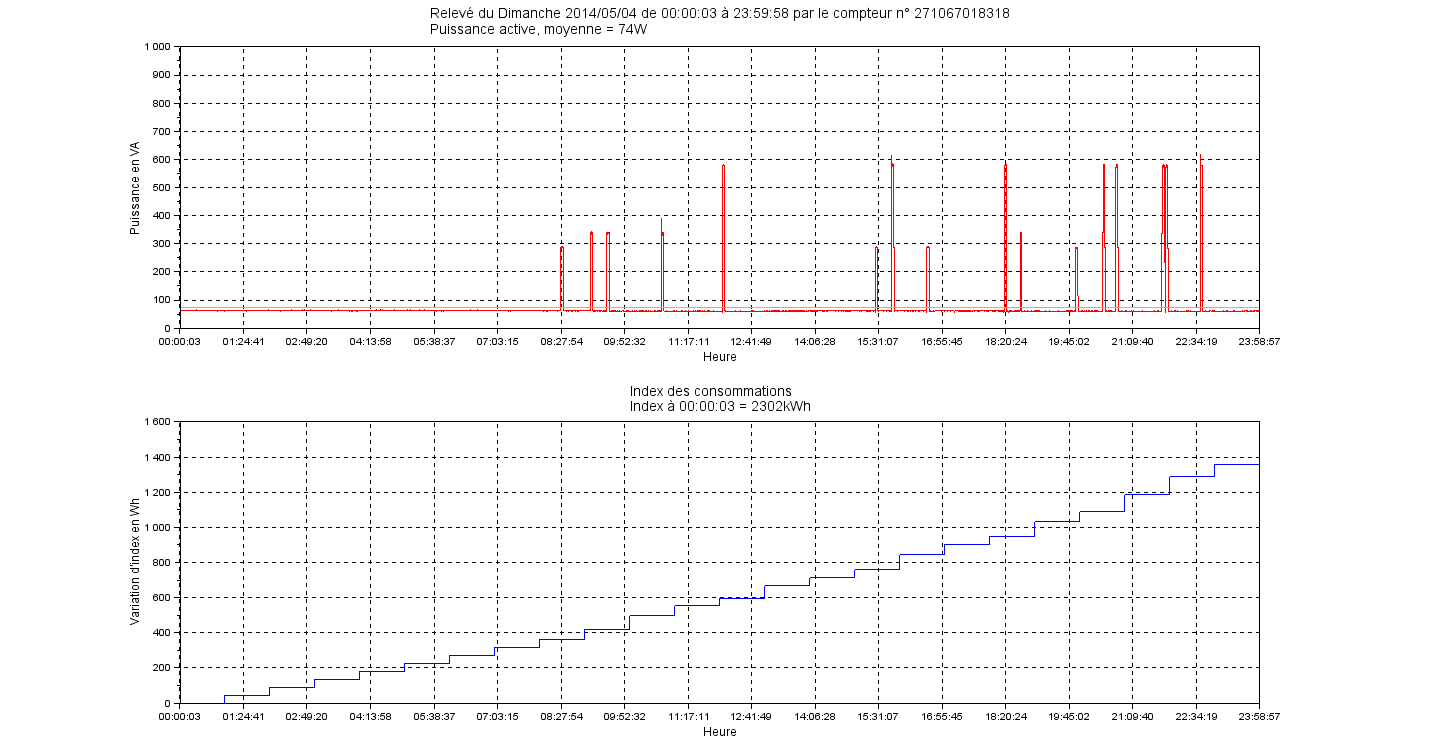 Relevé du Dimanche 2014/05/04 de 00:00:03 à 23:59:58 par le compteur n° 271067018318
Puissance active, moyenne = 74W
1 000
900
800
700
600
500
400
300
200
100
0
Puissance en VA
00:00:03 01:24:41 02:49:20 04:13:58 05:38:37 07:03:15 08:27:54 09:52:32 11:17:11 12:41:49 14:06:28 15:31:07 16:55:45 18:20:24 19:45:02 21:09:40 22:34:19 23:58:57
Heure
Index des consommations
Index à 00:00:03 = 2302kWh
1 600
1 400
1 200
1 000
800
600
400
200
0
Variation d'index en Wh
00:00:03 01:24:41 02:49:20 04:13:58 05:38:37 07:03:15 08:27:54 09:52:32 11:17:11 12:41:49 14:06:28 15:31:07 16:55:45 18:20:24 19:45:02 21:09:40 22:34:19 23:58:57
Heure